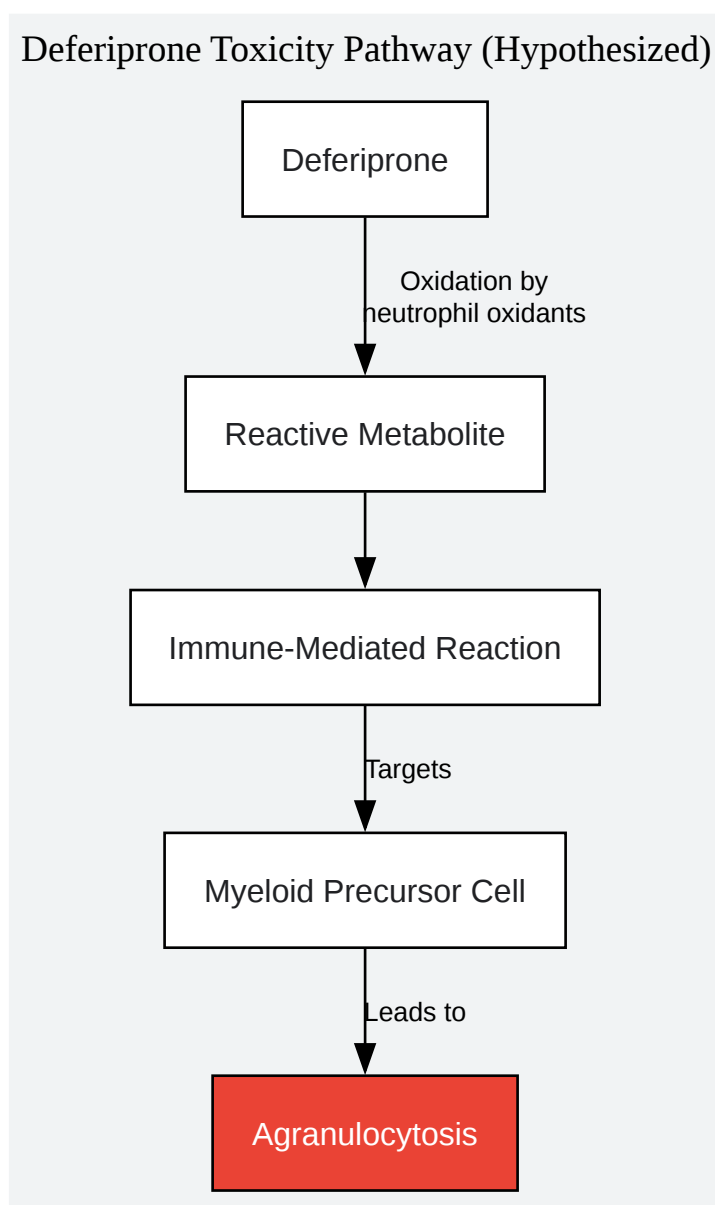 Deferiprone Toxicity Pathway (Hypothesized)
Deferiprone
Oxidation by
neutrophil oxidants
Reactive Metabolite
Immune-Mediated Reaction
Targets
Myeloid Precursor Cell
Leads to
Agranulocytosis